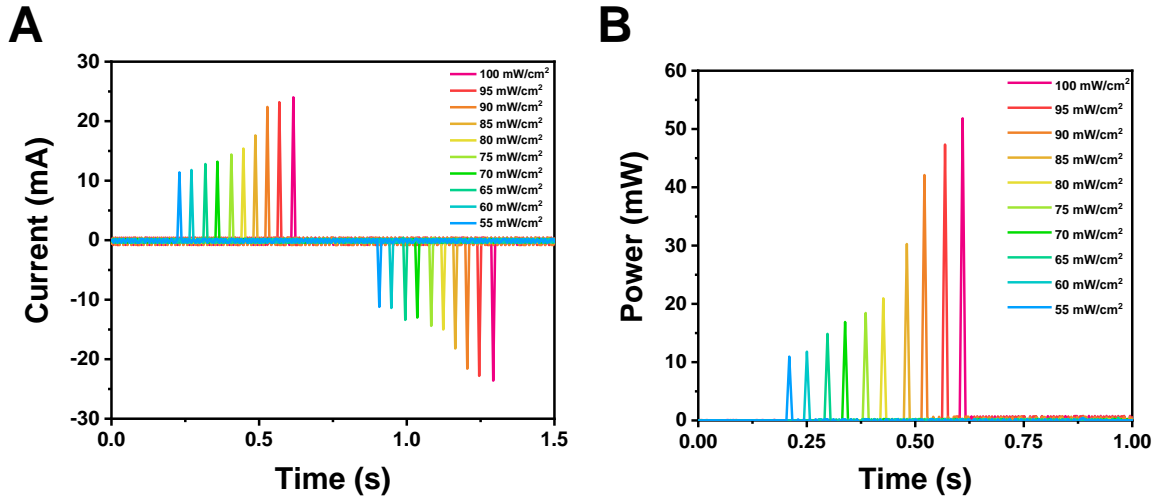 A
Current (mA)
30
20
10
0
-10
-20
-30
0.0
0.5
1.0
1.5
Time (s)
100 mW/cm²
95 mW/cm²
90 mW/cm²
85 mW/cm²
80 mW/cm²
75 mW/cm²
70 mW/cm²
65 mW/cm²
60 mW/cm²
55 mW/cm²
B
Power (mW)
60
50
40
30
20
10
0
0.00
0.25
0.50
0.75
1.00
Time (s)
100 mW/cm²
95 mW/cm²
90 mW/cm²
85 mW/cm²
80 mW/cm²
75 mW/cm²
70 mW/cm²
65 mW/cm²
60 mW/cm²
55 mW/cm²